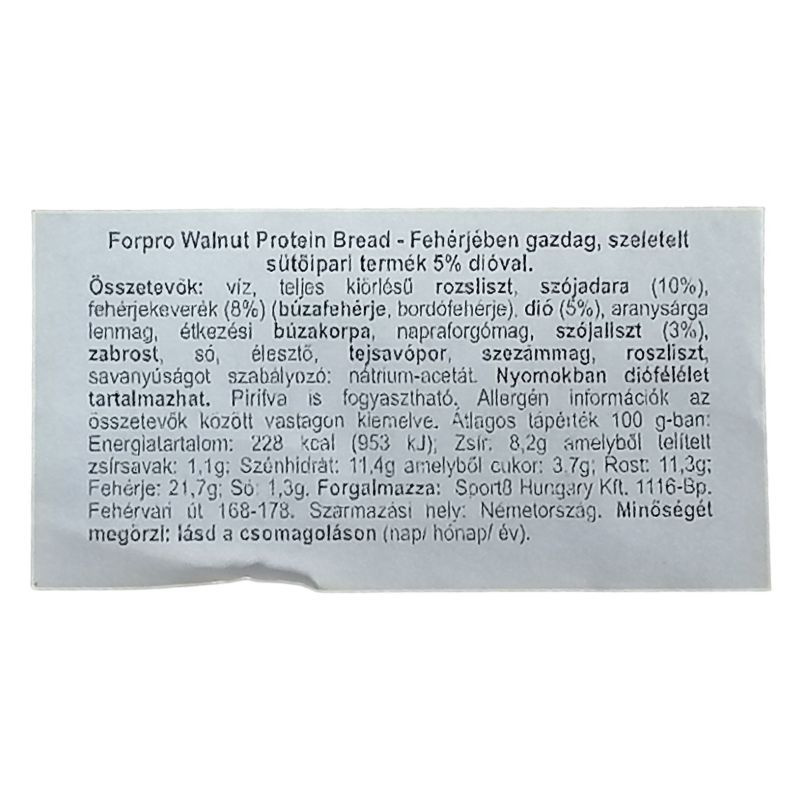 Forpro Walnut Protein Bread - Fehérjében gazdag, szeletelt
sütőipari termék 5% dióval.
Összetevők: víz, teljes kiőrlésű rozsliszt, szójadara (10%),
fehérjekeverék (8%) (búzafehérje, bordófehérje), dió (5%), aranysárga
lenmag, étkezési búzakorpa, napraforgómag, szójaliszt (3%),
zabrost, só, élesztő, tejsavópor, szezámmag, roszliszt,
savanyúságot szabályozó: nátrium-acetát. Nyomokban diófélélet
tartalmazhat. Pirítva is fogyasztható. Allergén információk az
összetevők között vastagon kiemelve. Átlagos tápérték 100 g-ban:
Energiatartalom: 228 kcal (953 kJ); Zsír: 8,2g amelyből telített
zsírsavak: 1,1g; Szénhidrát: 11,4g amelyből cukor: 3,7g; Rost: 11,3g;
Fehérje: 21,7g; Só: 1,3g. Forgalmazza: Sport8 Hungary Kft. 1116-Bp.
Fehérvári út 168-178. Származási hely: Németország. Minőségét
megőrzi: lásd a csomagoláson (nap/ hónap/ év).